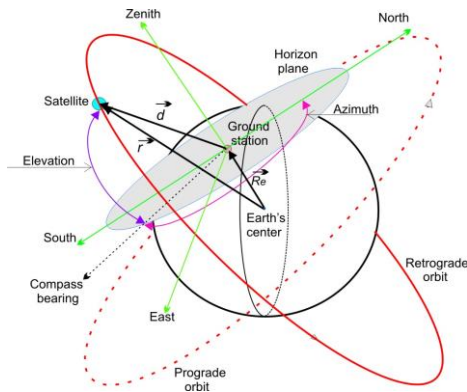 Zenith
North
Horizon
plane
Satellite
d
Ground
station
Azimuth
r
Elevation
Re
Earth's
center
South
Compass
bearing
East
Retrograde
orbit
Prograde
orbit